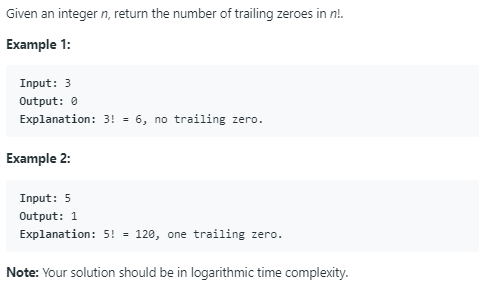 Given an integer n, return the number of trailing zeroes in n!.
Example 1:
Input: 3
Output: 0
Explanation: 3! = 6, no trailing zero.
Example 2:
Input: 5
Output: 1
Explanation: 5! = 120, one trailing zero.
Note: Your solution should be in logarithmic time complexity.